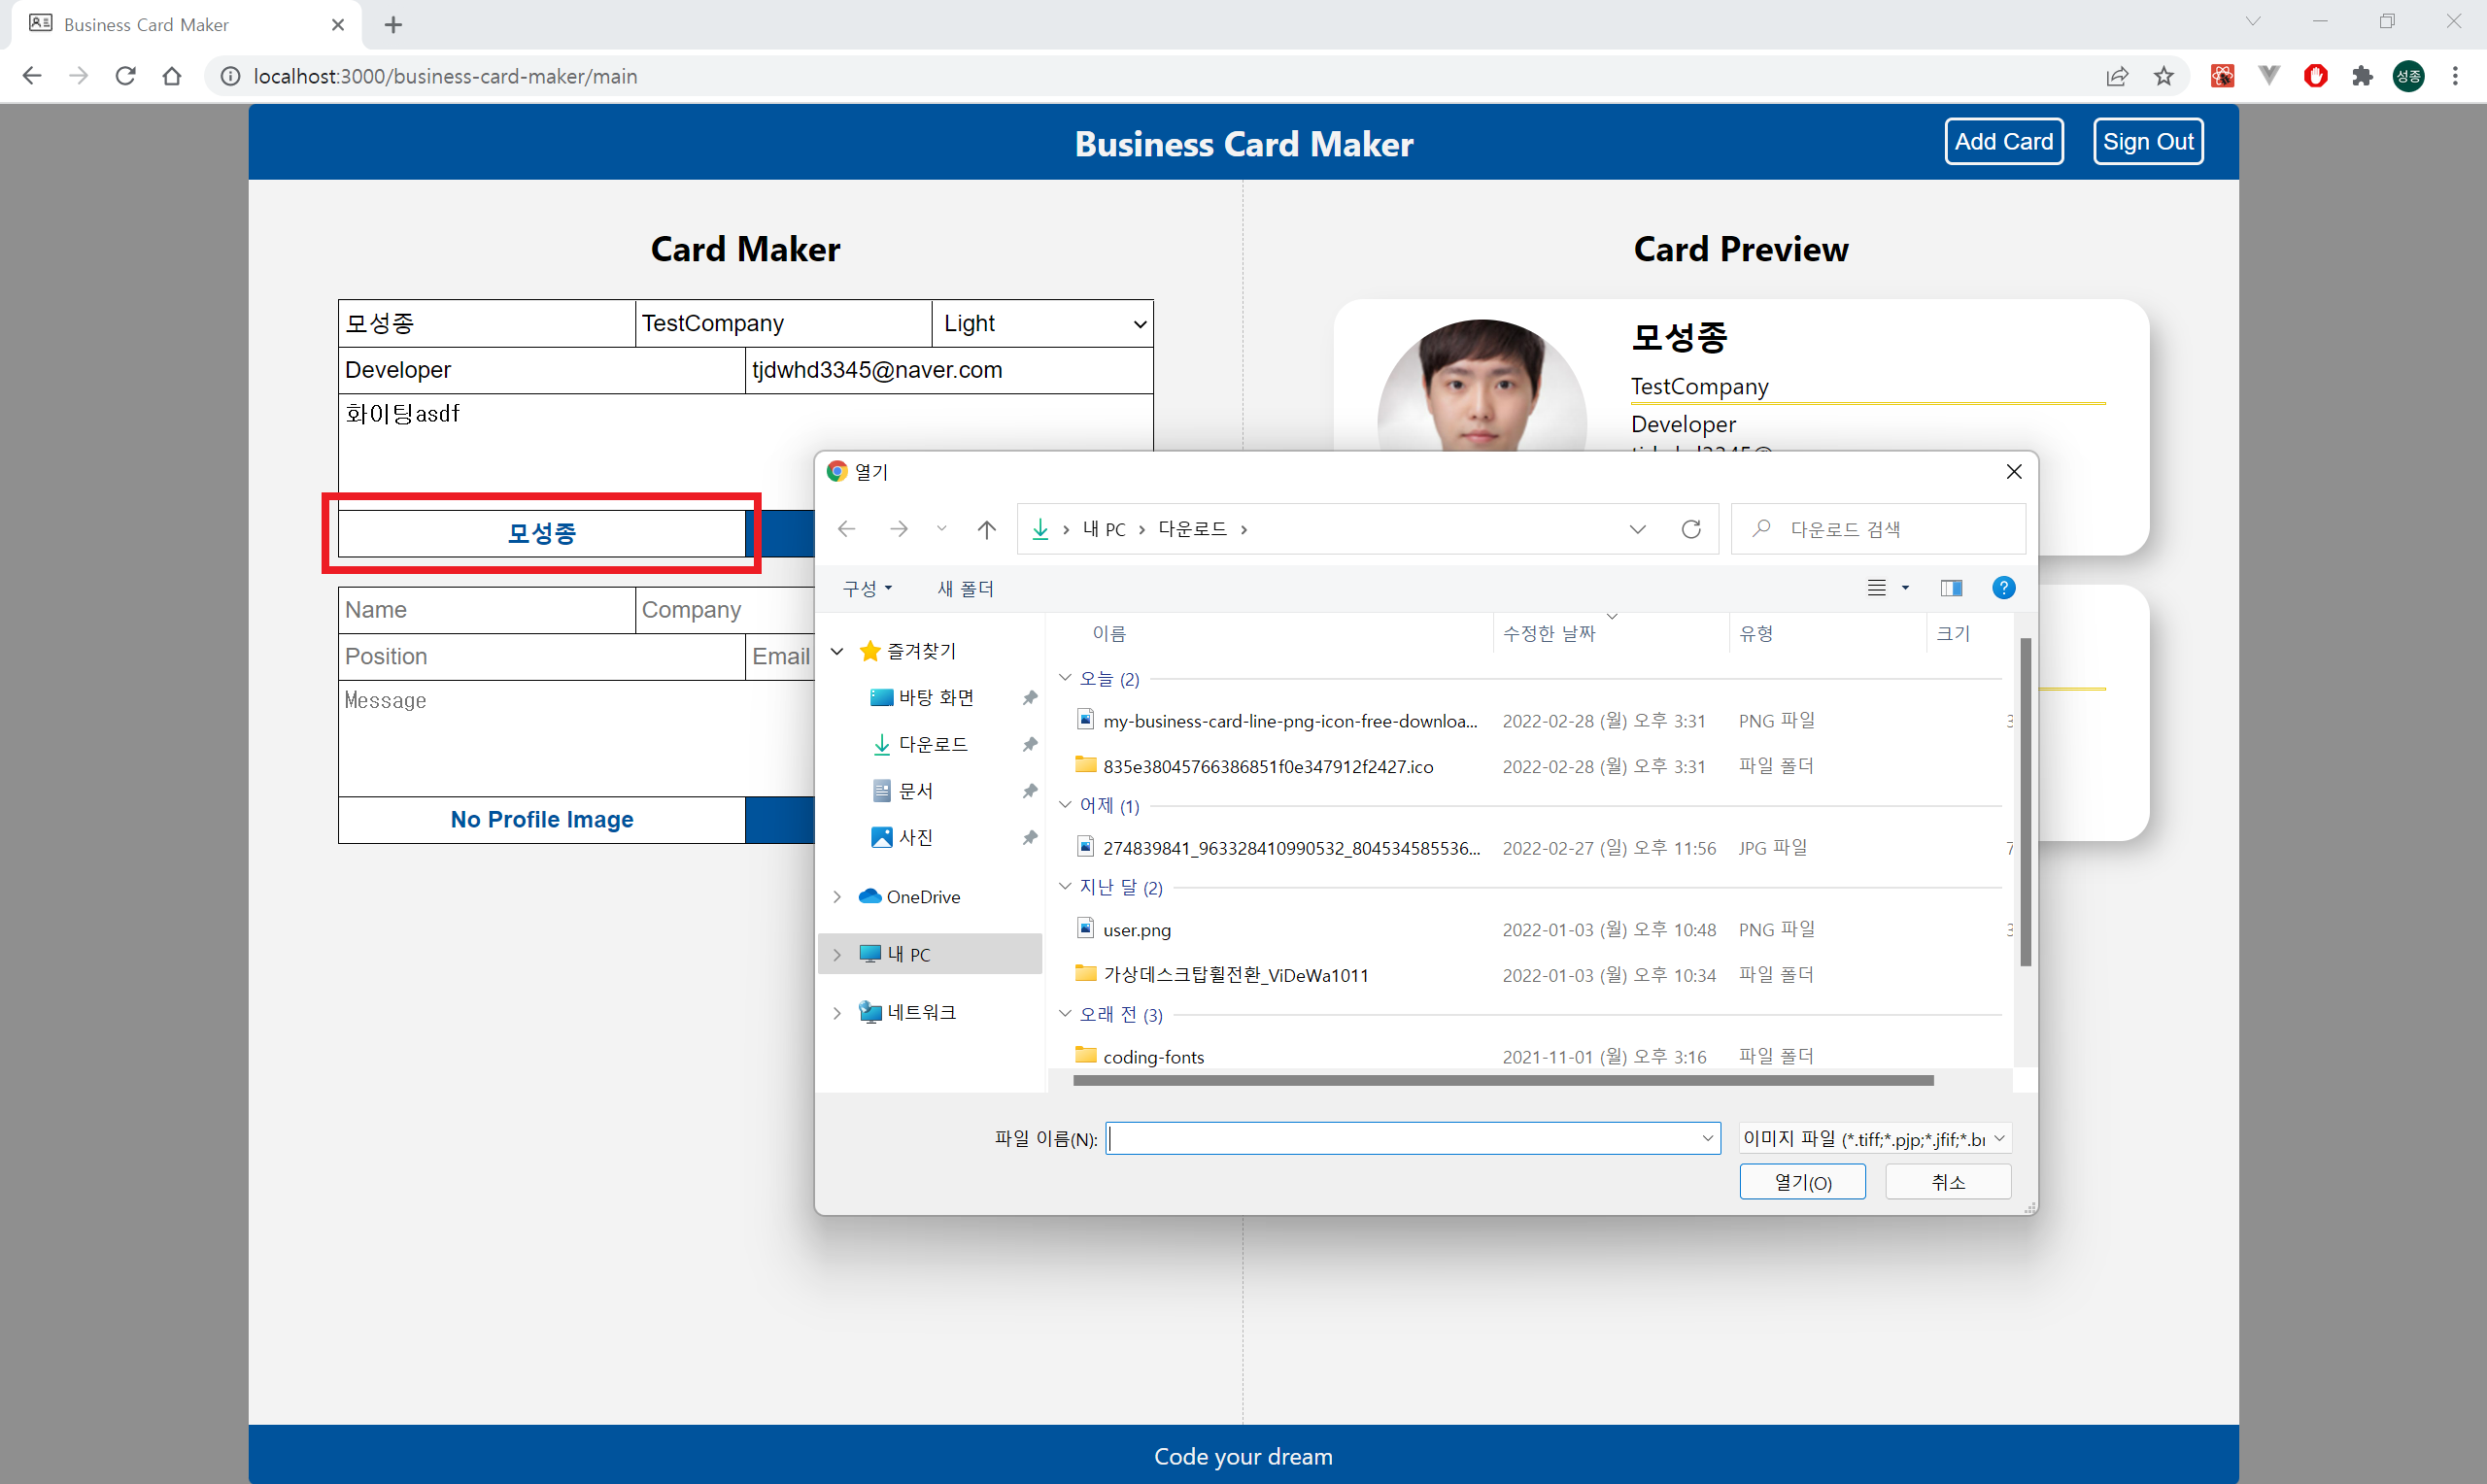 Business Card Maker
localhost:3000/business-card-maker/main
성종
Business Card Maker
Add Card
Sign Out
Card Maker
Card Preview
모성종
TestCompany
Light
Developer
tjdwhd3345@naver.com
화이팅asdf
모성종
Name
Company
Position
Email
Message
No Profile Image
모성종
TestCompany
Developer
열기
내 PC
다운로드
다운로드 검색
구성
새 폴더
이름
수정한 날짜
유형
크기
즐겨찾기
바탕 화면
다운로드
문서
사진
OneDrive
내 PC
네트워크
오늘 (2)
my-business-card-line-png-icon-free-downloa... 2022-02-28 (월) 오후 3:31 PNG 파일
835e38045766386851f0e347912f2427.ico 2022-02-28 (월) 오후 3:31 파일 폴더
어제 (1)
274839841_963328410990532_804534585536... 2022-02-27 (일) 오후 11:56 JPG 파일
지난 달 (2)
user.png 2022-01-03 (월) 오후 10:48 PNG 파일
가상데스크탑휠전환_ViDeWa1011 2022-01-03 (월) 오후 10:34 파일 폴더
오래 전 (3)
coding-fonts 2021-11-01 (월) 오후 3:16 파일 폴더
파일 이름(N):
이미지 파일 (*.tiff;*.pjp;*.jfif;*.b
열기(O)
취소
Code your dream